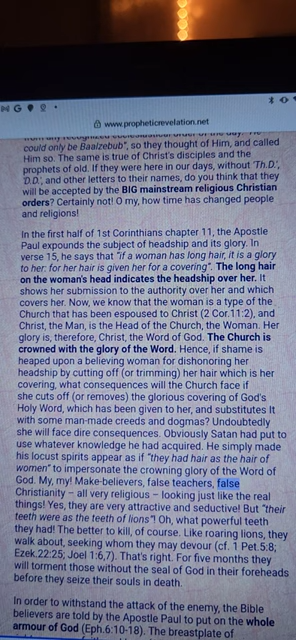 www.propheticrevelation.net
could only be Baalzebub", so they thought of Him, and called
Him so. The same is true of Christ's disciples and the
prophets of old. If they were here in our days, without 'Th.D.',
'D.D.', and other letters to their names, do you think that they
will be accepted by the BIG mainstream religious Christian
orders? Certainly not! O my, how time has changed people
and religions!
In the first half of 1st Corinthians chapter 11, the Apostle
Paul expounds the subject of headship and its glory. In
verse 15, he says that "if a woman has long hair, it is a glory
to her: for her hair is given her for a covering". The long hair
on the woman's head indicates the headship over her. It
shows her submission to the authority over her and which
covers her. Now, we know that the woman is a type of the
Church that has been espoused to Christ (2 Cor.11:2), and
Christ, the Man, is the Head of the Church, the Woman. Her
glory is, therefore, Christ, the Word of God. The Church is
crowned with the glory of the Word. Hence, if shame is
heaped upon a believing woman for dishonoring her
headship by cutting off (or trimming) her hair which is her
covering, what consequences will the Church face if
she cuts off (or removes) the glorious covering of God's
Holy Word, which has been given to her, and substitutes it
with some man-made creeds and dogmas? Undoubtedly
she will face dire consequences. Obviously Satan had put to
use whatever knowledge he had acquired. He simply made
his locust spirits appear as if "they had hair as the hair of
women" to impersonate the crowning glory of the Word of
God. My, my! Make-believers, false teachers, false
Christianity – all very religious – looking just like the real
things! Yes, they are very attractive and seductive! But "their
teeth were as the teeth of lions"! Oh, what powerful teeth
they had! The better to kill, of course. Like roaring lions, they
walk about, seeking whom they may devour (cf. 1 Pet.5:8;
Ezek.22:25; Joel 1:6,7). That's right. For five months they
will torment those without the seal of God in their foreheads
before they seize their souls in death.
In order to withstand the attack of the enemy, the Bible
believers are told by the Apostle Paul to put on the whole
armour of God (Eph.6:10-18). The breastplate of